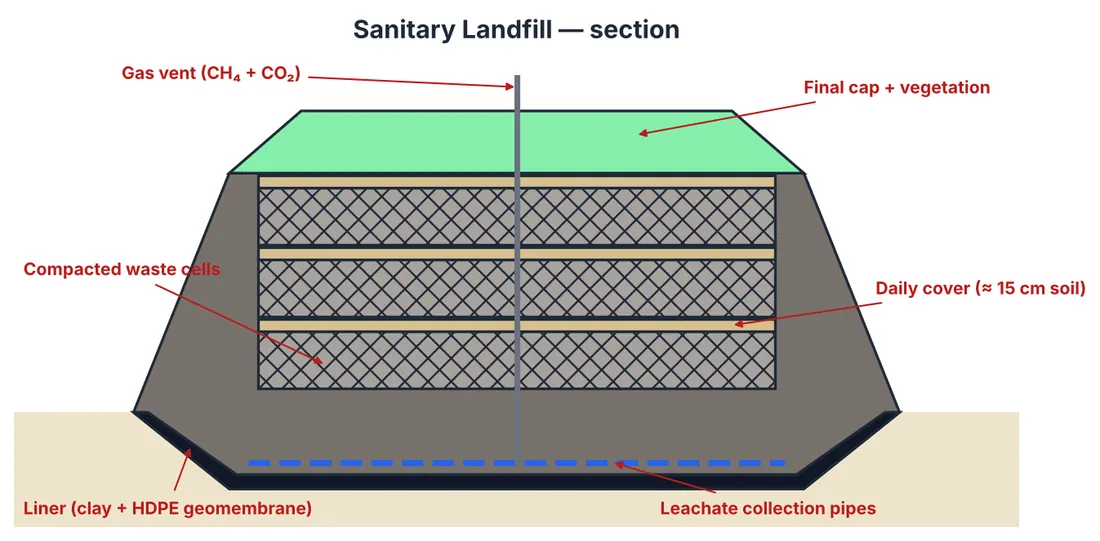 Sanitary Landfill — section
Gas vent (CH₄ + CO₂)
Final cap + vegetation
Compacted waste cells
Daily cover (≈ 15 cm soil)
Liner (clay + HDPE geomembrane)
Leachate collection pipes